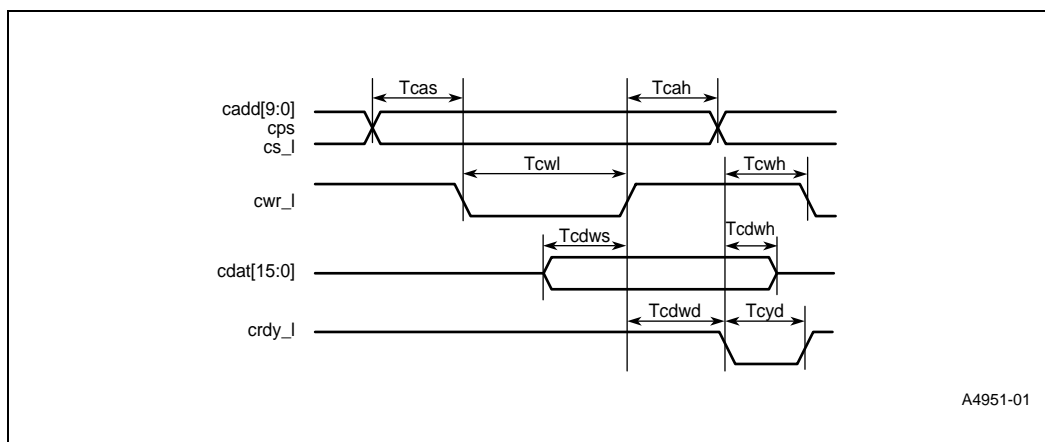 Tcas Tcah
cadd[9:0]
cps
cs_l
Tcwl Tcwh
cwr_l
Tcdws Tcdwh
cdat[15:0]
Tcdwd Tcyd
crdy_l
A4951-01